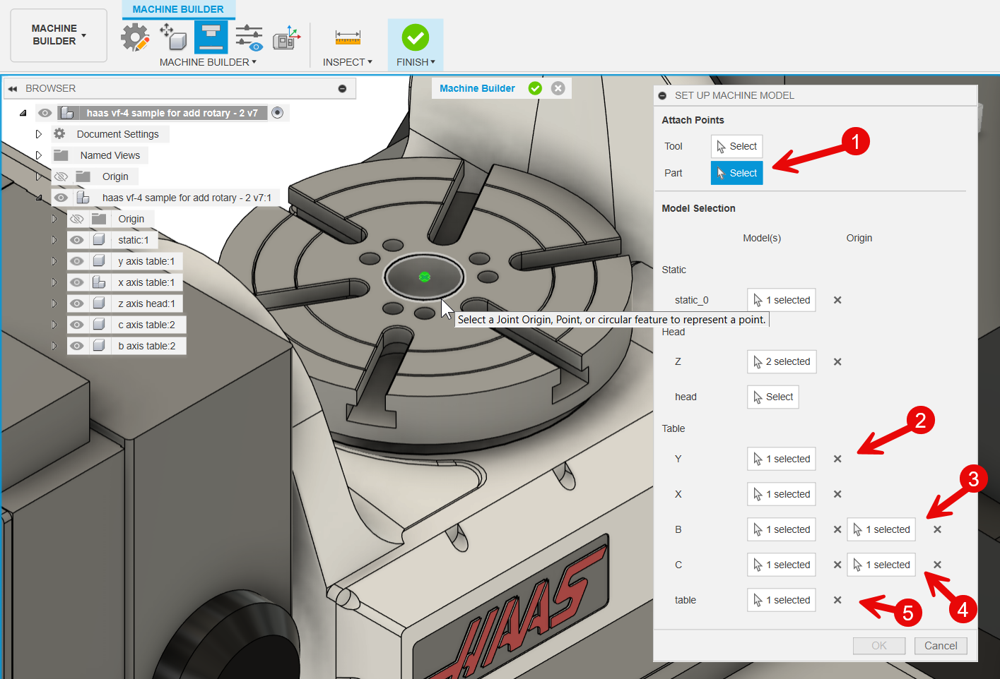 MACHINE BUILDER
MACHINE
BUILDER
MACHINE BUILDER
INSPECT
FINISH
BROWSER
Machine Builder
haas vf-4 sample for add rotary - 2 v7
Document Settings
Named Views
Origin
haas vf-4 sample for add rotary - 2 v7:1
Origin
static:1
y axis table:1
x axis table:1
z axis head:1
c axis table:2
b axis table:2
Select a Joint Origin, Point, or circular feature to represent a point.
HAAS
SET UP MACHINE MODEL
Attach Points
Tool Select
1
Part Select
Model Selection
Model(s) Origin
Static
static_0 1 selected
Head
Z 2 selected
head Select
2
Table
Y 1 selected
3
X 1 selected
B 1 selected 1 selected
C 1 selected 1 selected
table 1 selected
4
5
OK Cancel